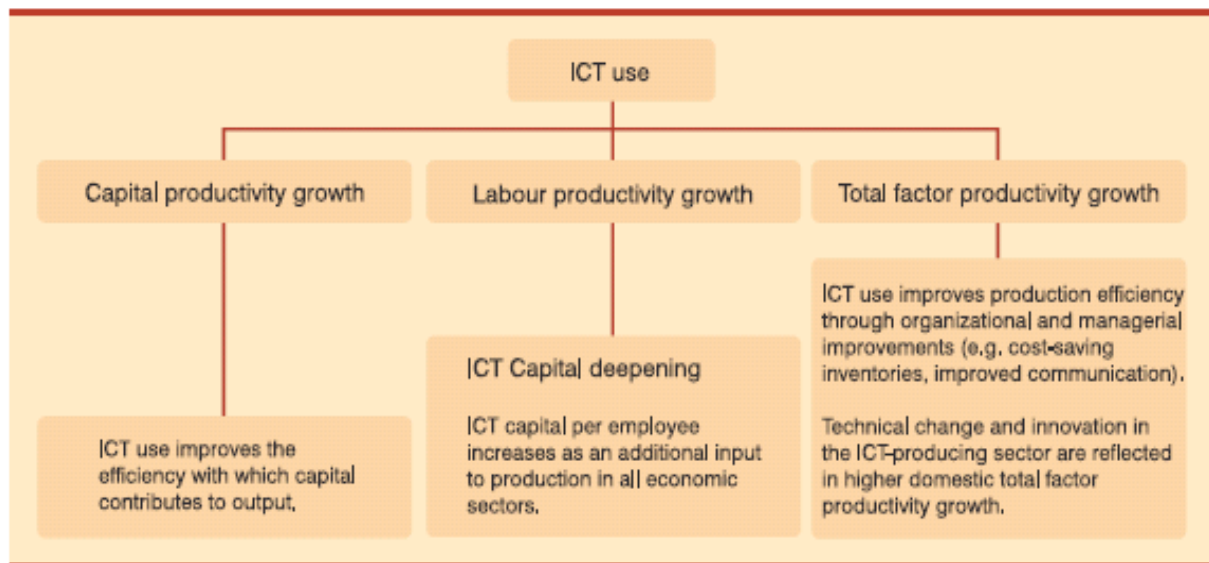 ICT use
Capital productivity growth
Labour productivity growth
Total factor productivity growth
ICT use improves the
efficiency with which capital
contributes to output.
ICT Capital deepening
ICT capital per employee
increases as an additional input
to production in all economic
sectors.
ICT use improves production efficiency
through organizational and managerial
improvements (e.g. cost-saving
inventories, improved communication).
Technical change and innovation in
the ICT-producing sector are reflected
in higher domestic total factor
productivity growth.